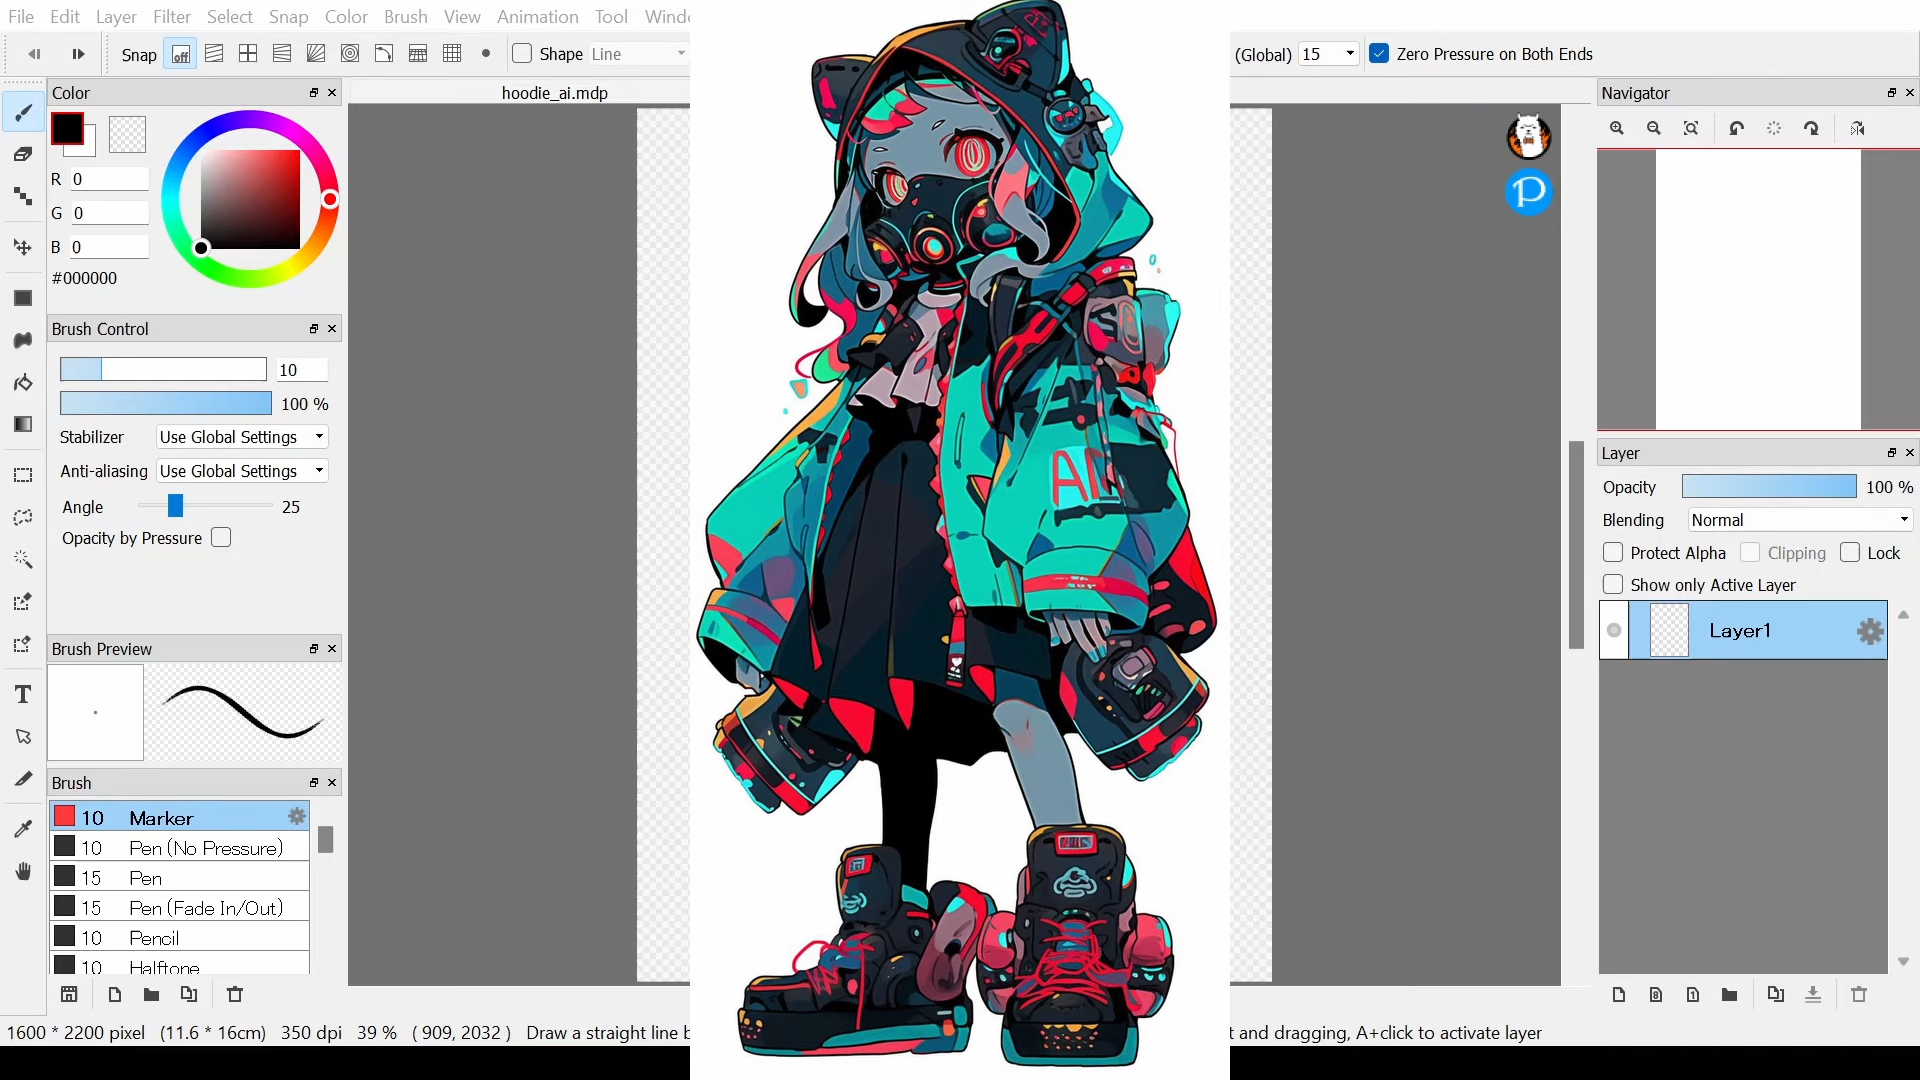 File Edit Layer Filter Select Snap Color Brush View Animation Tool
Snap off Shape Line (Global) 15 Zero Pressure on Both Ends
Color
hoodie_ai.mdp
Navigator
R 0
G 0
B 0
#000000
Brush Control
10
100 %
Stabilizer Use Global Settings
Anti-aliasing Use Global Settings
Angle 25
Opacity by Pressure
Layer
Opacity 100 %
Blending Normal
Protect Alpha Clipping Lock
Show only Active Layer
Layer1
Brush Preview
Brush
10 Marker
10 Pen (No Pressure)
15 Pen
15 Pen (Fade In/Out)
10 Pencil
10 Halftone
1600 * 2200 pixel (11.6 * 16cm) 350 dpi 39 % ( 909, 2032 ) Draw a straight line
and dragging, A+click to activate layer